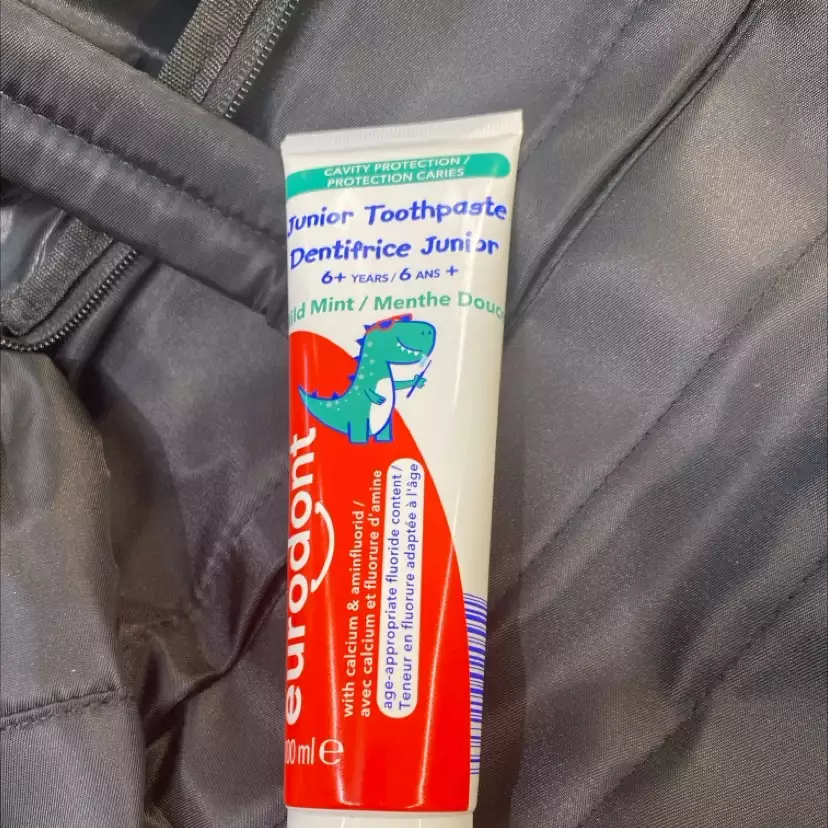 CAVITY PROTECTION /
PROTECTION CARIES
Junior Toothpaste
Dentifrice Junior
6+ YEARS / 6 ANS +
Mint / Menthe
eurodont
with calcium & aminfluorid /
avec calcium et fluorure d'amine
age-appropriate fluoride content /
Teneur en fluorure adaptée à l'âge
ml e